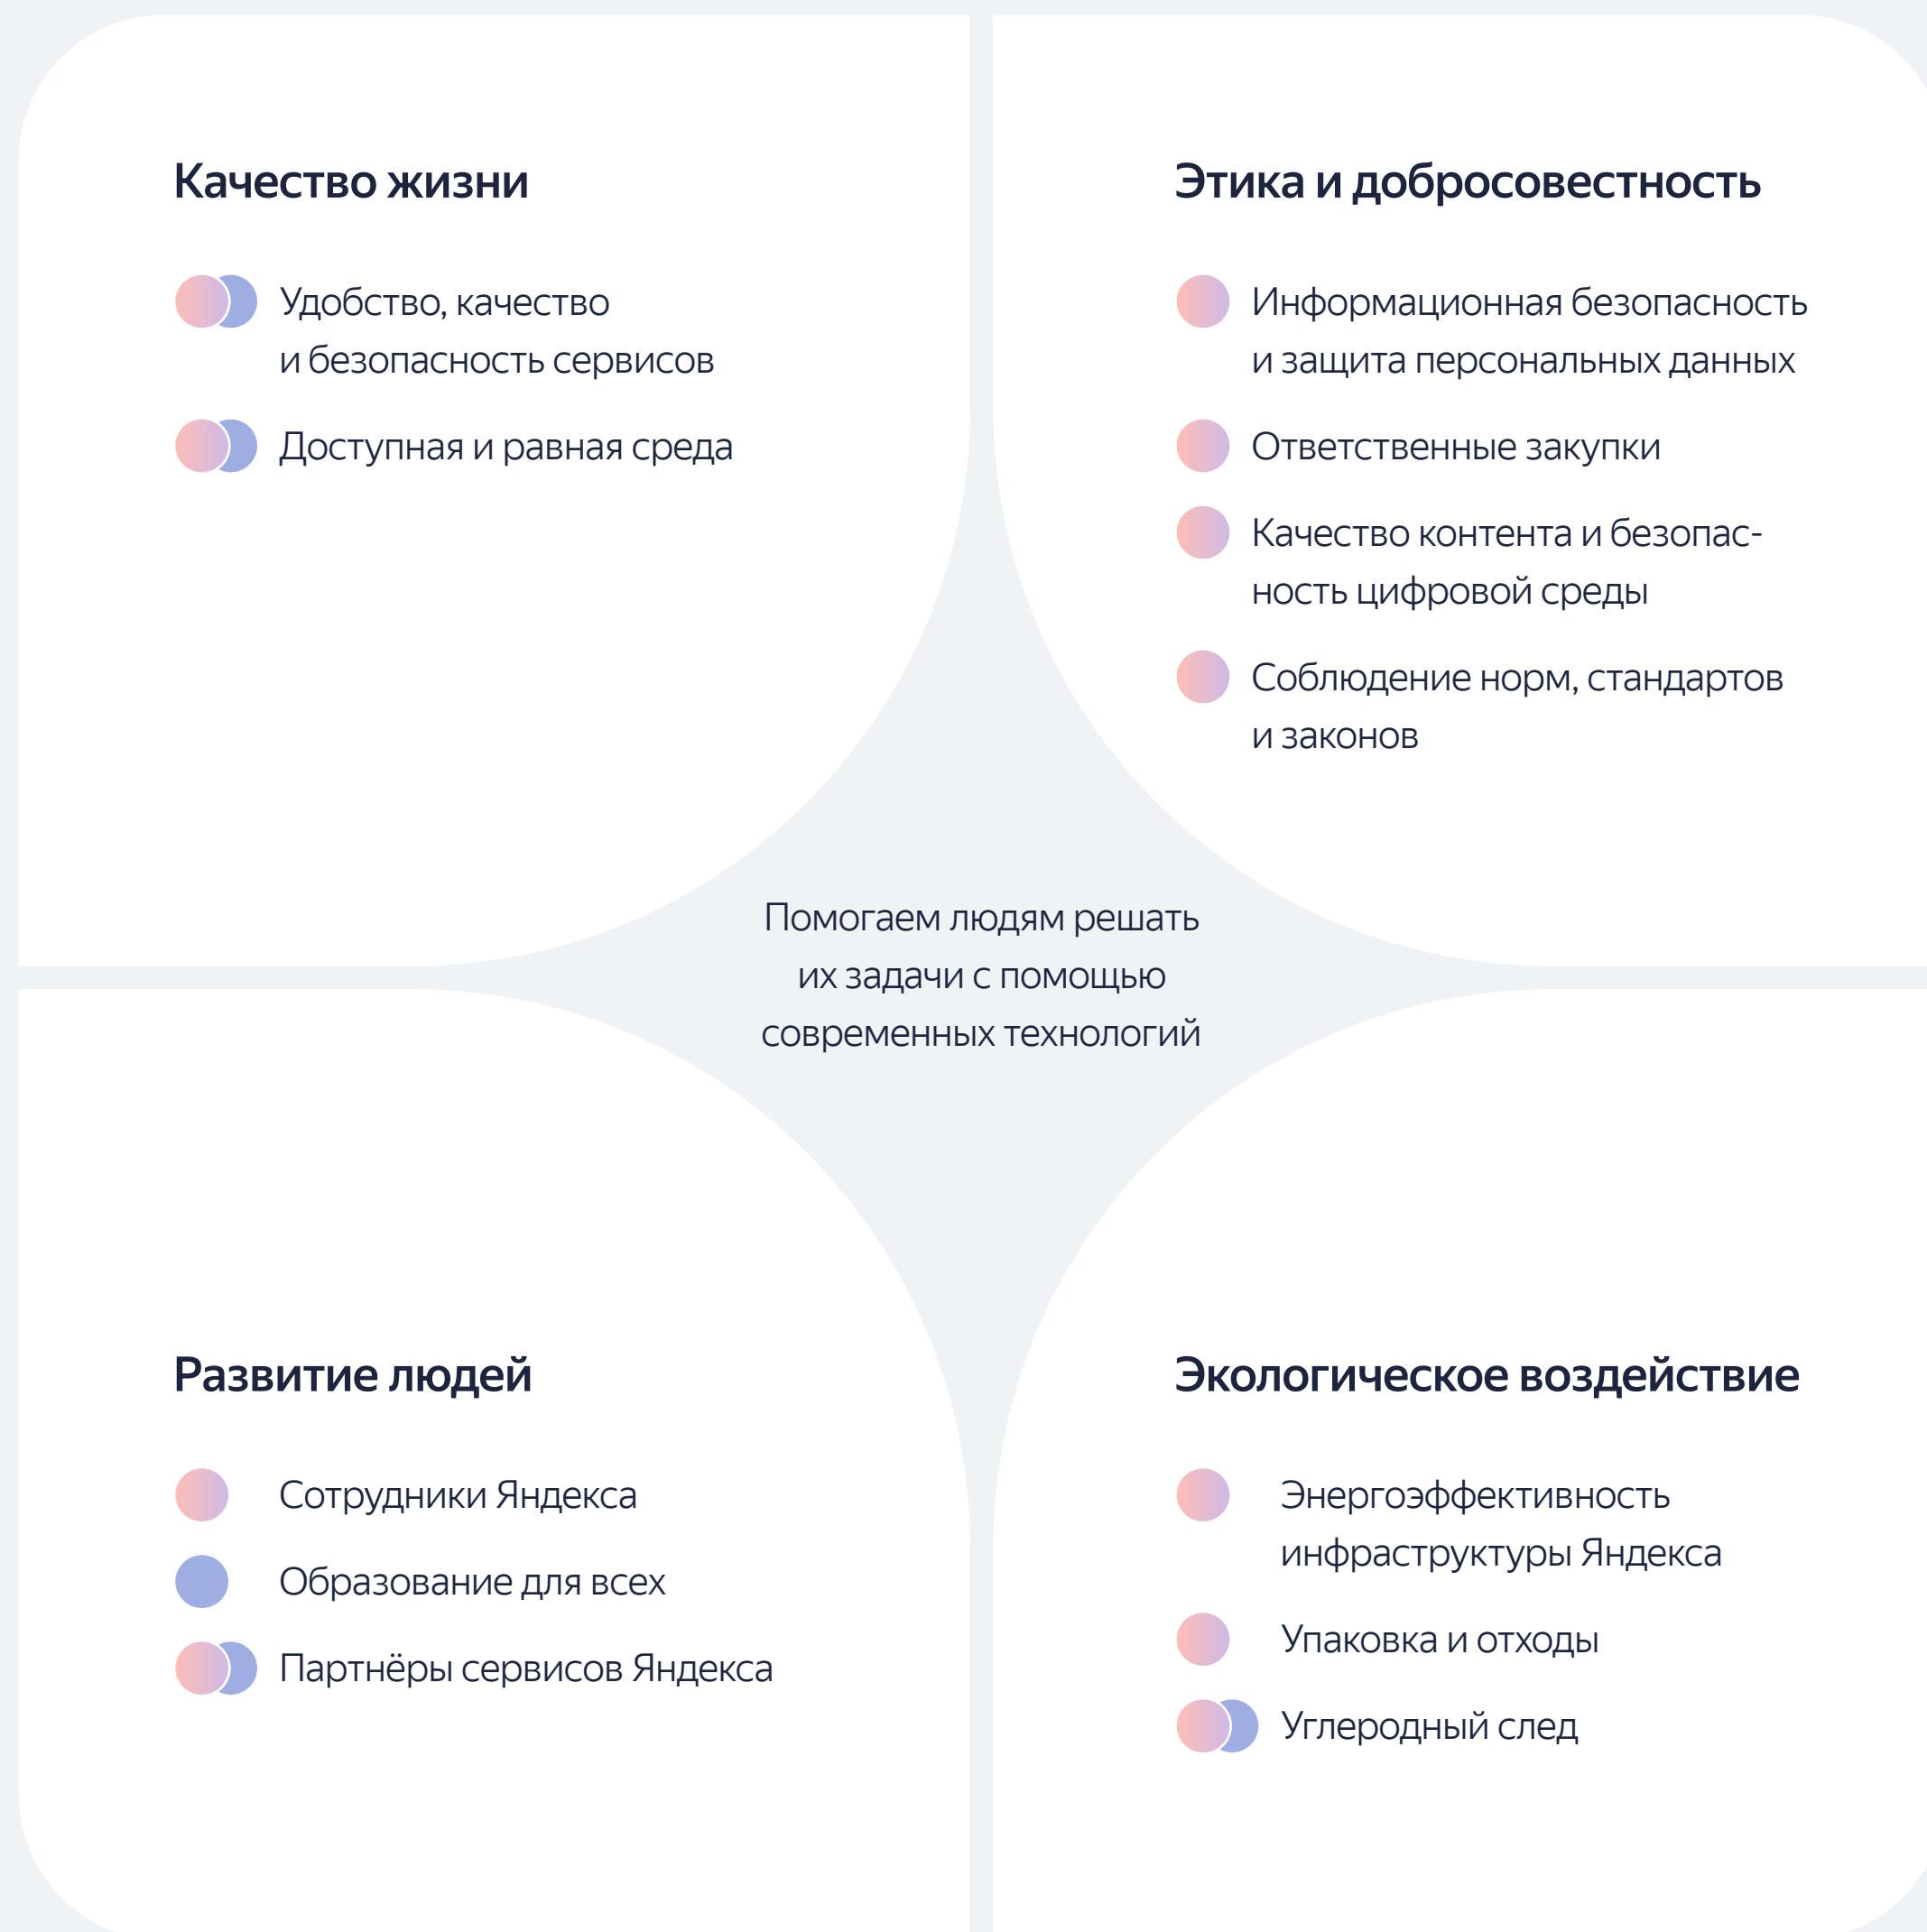 Качество жизни
Удобство, качество
и безопасность сервисов
Доступная и равная среда
Этика и добросовестность
Информационная безопасность
и защита персональных данных
Ответственные закупки
Качество контента и безопас-
ность цифровой среды
Соблюдение норм, стандартов
и законов
Помогаем людям решать
их задачи с помощью
современных технологий
Развитие людей
Сотрудники Яндекса
Образование для всех
Партнёры сервисов Яндекса
Экологическое воздействие
Энергоэффективность
инфраструктуры Яндекса
Упаковка и отходы
Углеродный след